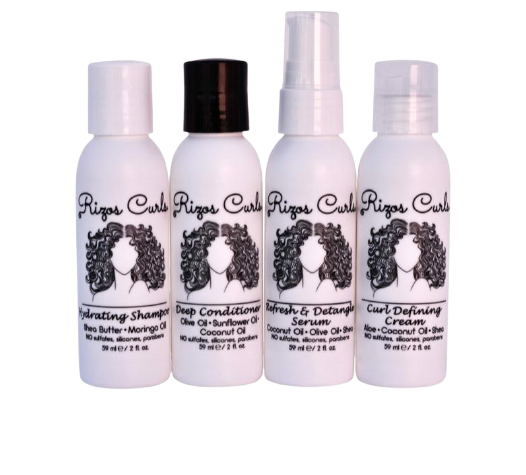 Rizos Curls
Hydrating Shampoo
Shea Butter • Moringa Oil
NO sulfates, silicones, parabens
59 ml ℮ / 2 fl. oz.
Rizos Curls
Deep Conditioner
Olive Oil • Sunflower Oil •
Coconut Oil
NO sulfates, silicones, parabens
59 ml ℮ / 2 fl. oz.
Rizos Curls
Refresh & Detangle
Serum
Coconut Oil • Olive Oil • Shea
NO sulfates, silicones, parabens
59 ml ℮ / 2 fl. oz.
Rizos Curls
Curl Defining
Cream
Aloe • Coconut Oil • Shea
NO sulfates, silicones, parabens
59 ml ℮ / 2 fl. oz.